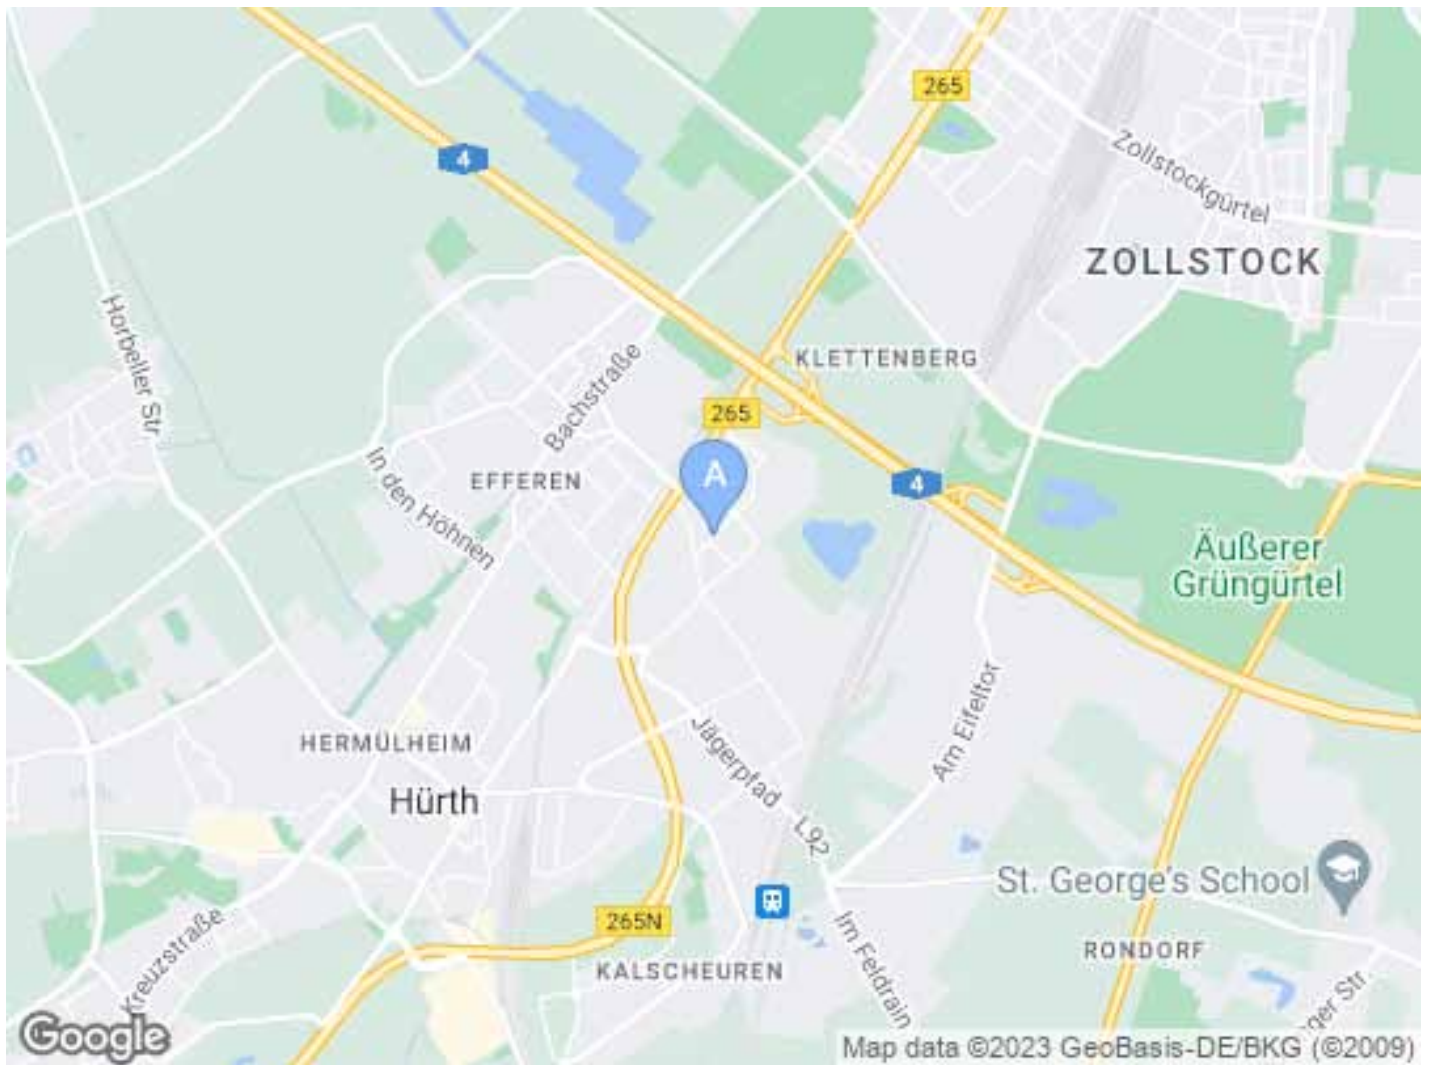 265
4
Zollstockgürtel
ZOLLSTOCK
Horbeller Str
Bachstraße
KLETTENBERG
265
A
In den Höhnen
EFFEREN
4
Äußerer
Grüngürtel
HERMÜLHEIM
Hürth
Jägerpfad
L92
Am Eifeltor
St. George's School
265N
Kreuzstraße
KALSCHEUREN
Im Feldrain
RONDORF
ger Str
Google
Map data ©2023 GeoBasis-DE/BKG (©2009)